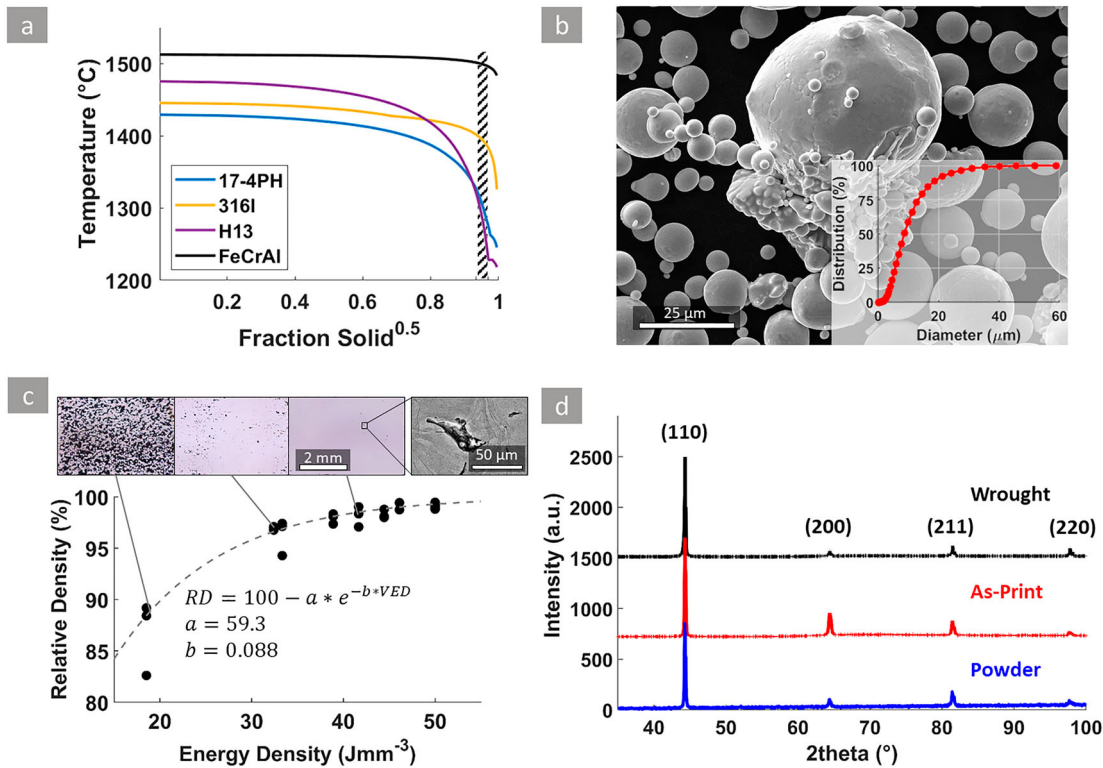 a
Temperature (°C)
1500
1400
1300
1200
17-4PH
316l
H13
FeCrAl
0.2
0.4
0.6
0.8
1
Fraction Solid0.5
b
25 μm
Distribution (%)
100
75
50
25
0
0
20
40
60
Diameter (μm)
c
2 mm
50 μm
Relative Density (%)
100
95
90
85
80
RD = 100 − a * e−b*VED
a = 59.3
b = 0.088
20
30
40
50
Energy Density (Jmm-3)
d
Intensity (a.u.)
2500
1500
1000
500
0
(110)
(200)
(211)
(220)
Wrought
As-Print
Powder
40
50
60
70
80
90
100
2theta (°)